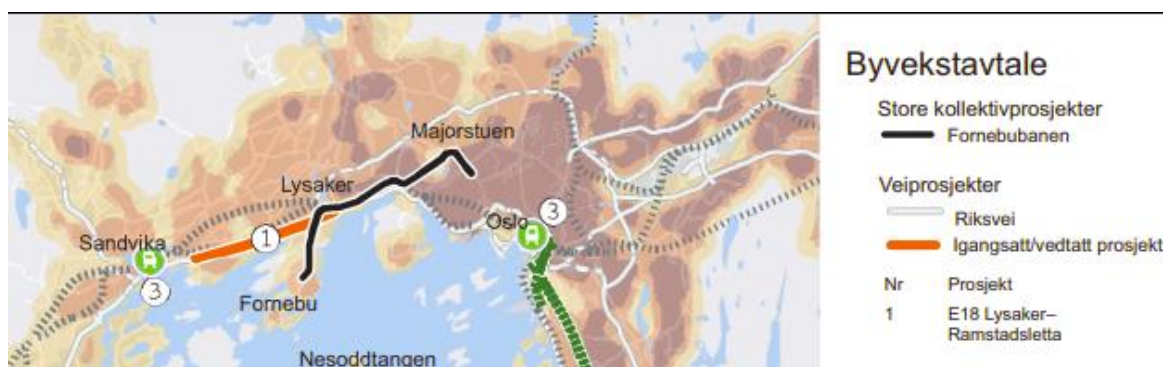 Majorstuen
Lysaker
Oslo
3
Sandvika
1
3
Fornebu
Nesoddtangen
Byvekstavtale
Store kollektivprosjekter
Fornebubanen
Veiprosjekter
Riksvei
Igangsatt/vedtatt prosjekt
Nr Prosjekt
1 E18 Lysaker–
Ramstadsletta